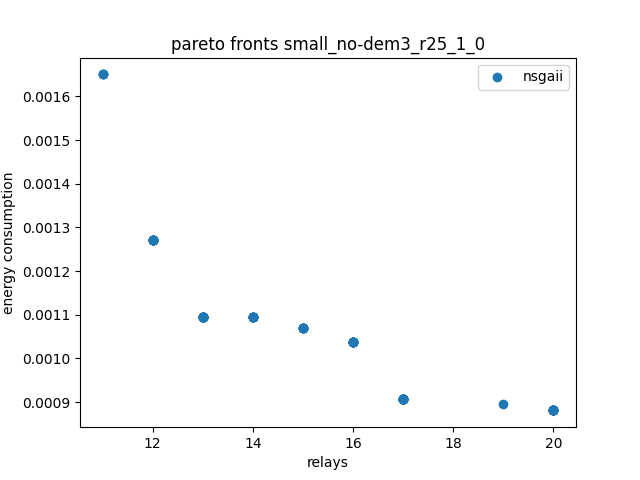 pareto fronts small_no-dem3_r25_1_0
nsgaii
0.0016
0.0015
0.0014
0.0013
0.0012
0.0011
0.0010
0.0009
energy consumption
12 14 16 18 20
relays